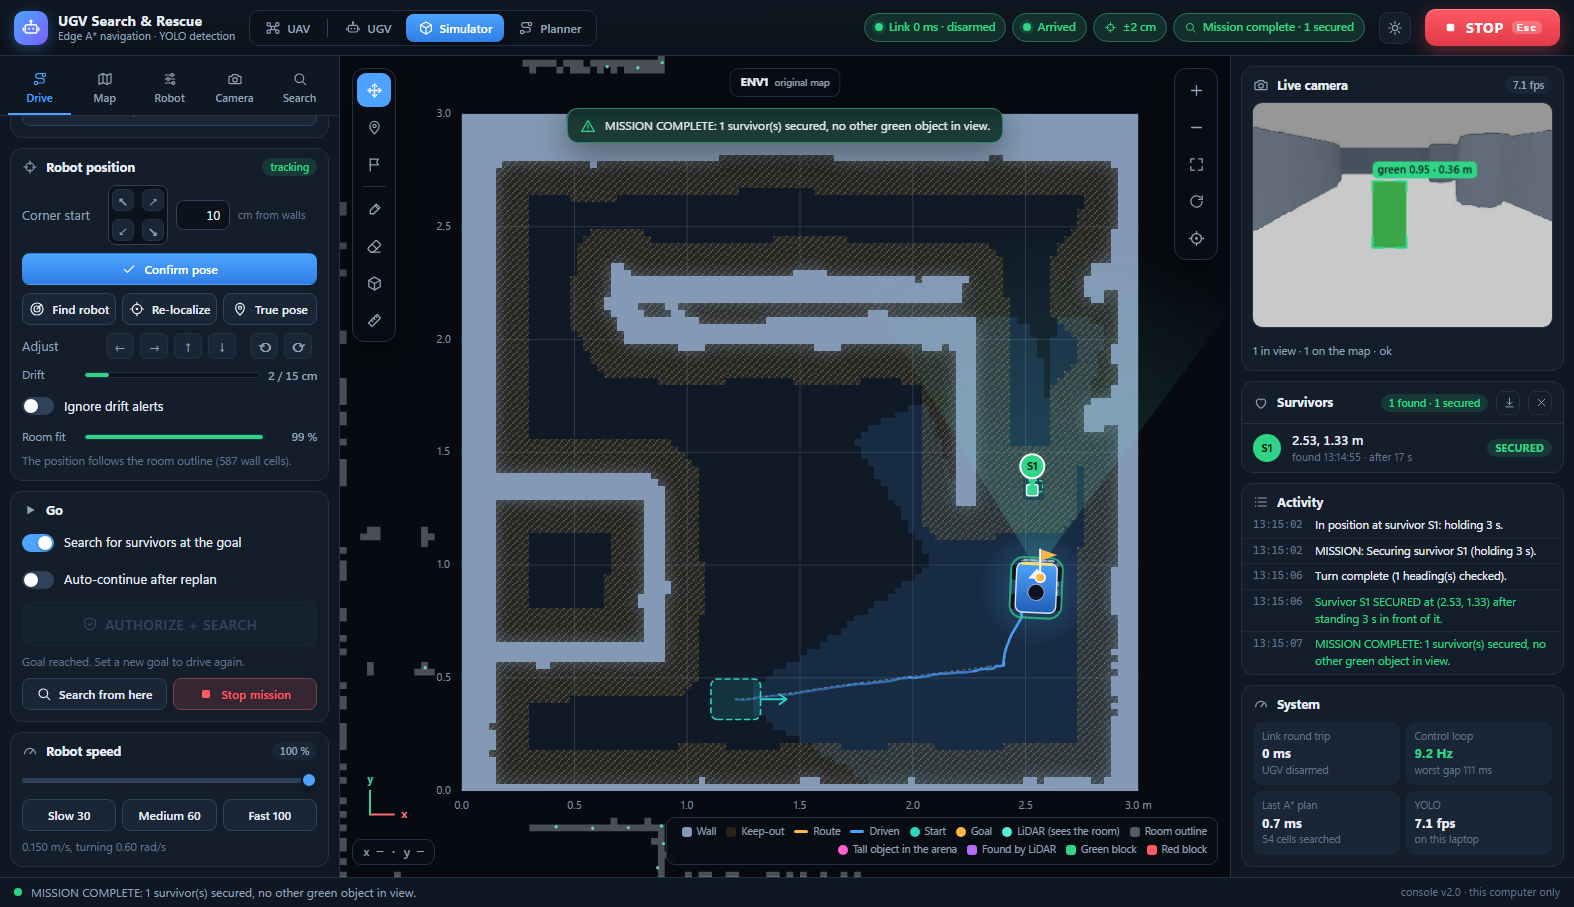 UGV Search & Rescue
Edge A* navigation · YOLO detection
UAV
UGV
Simulator
Planner
Link 0 ms · disarmed
Arrived
±2 cm
Mission complete · 1 secured
STOP Esc
Drive
Map
Robot
Camera
Search
Robot position
tracking
Corner start
10
cm from walls
Confirm pose
Find robot
Re-localize
True pose
Adjust
Drift
2 / 15 cm
Ignore drift alerts
Room fit
99 %
The position follows the room outline (587 wall cells).
Go
Search for survivors at the goal
Auto-continue after replan
AUTHORIZE + SEARCH
Goal reached. Set a new goal to drive again.
Search from here
Stop mission
Robot speed
100 %
Slow 30
Medium 60
Fast 100
0.150 m/s, turning 0.60 rad/s
ENV1 original map
MISSION COMPLETE: 1 survivor(s) secured, no other green object in view.
3.0
2.5
2.0
1.5
1.0
0.5
0.0
S1
y
x
0.0
0.5
1.0
1.5
2.0
2.5
3.0 m
x – · y –
Wall
Keep-out
Route
Driven
Start
Goal
LiDAR (sees the room)
Room outline
Tall object in the arena
Found by LiDAR
Green block
Red block
Live camera
7.1 fps
green 0.95 · 0.36 m
1 in view · 1 on the map · ok
Survivors
1 found · 1 secured
S1
2.53, 1.33 m
found 13:14:55 · after 17 s
SECURED
Activity
13:15:02 In position at survivor S1: holding 3 s.
13:15:02 MISSION: Securing survivor S1 (holding 3 s).
13:15:06 Turn complete (1 heading(s) checked).
13:15:06 Survivor S1 SECURED at (2.53, 1.33) after
standing 3 s in front of it.
13:15:07 MISSION COMPLETE: 1 survivor(s) secured, no
other green object in view.
System
Link round trip
0 ms
UGV disarmed
Control loop
9.2 Hz
worst gap 111 ms
Last A* plan
0.7 ms
54 cells searched
YOLO
7.1 fps
on this laptop
MISSION COMPLETE: 1 survivor(s) secured, no other green object in view.
console v2.0 · this computer only